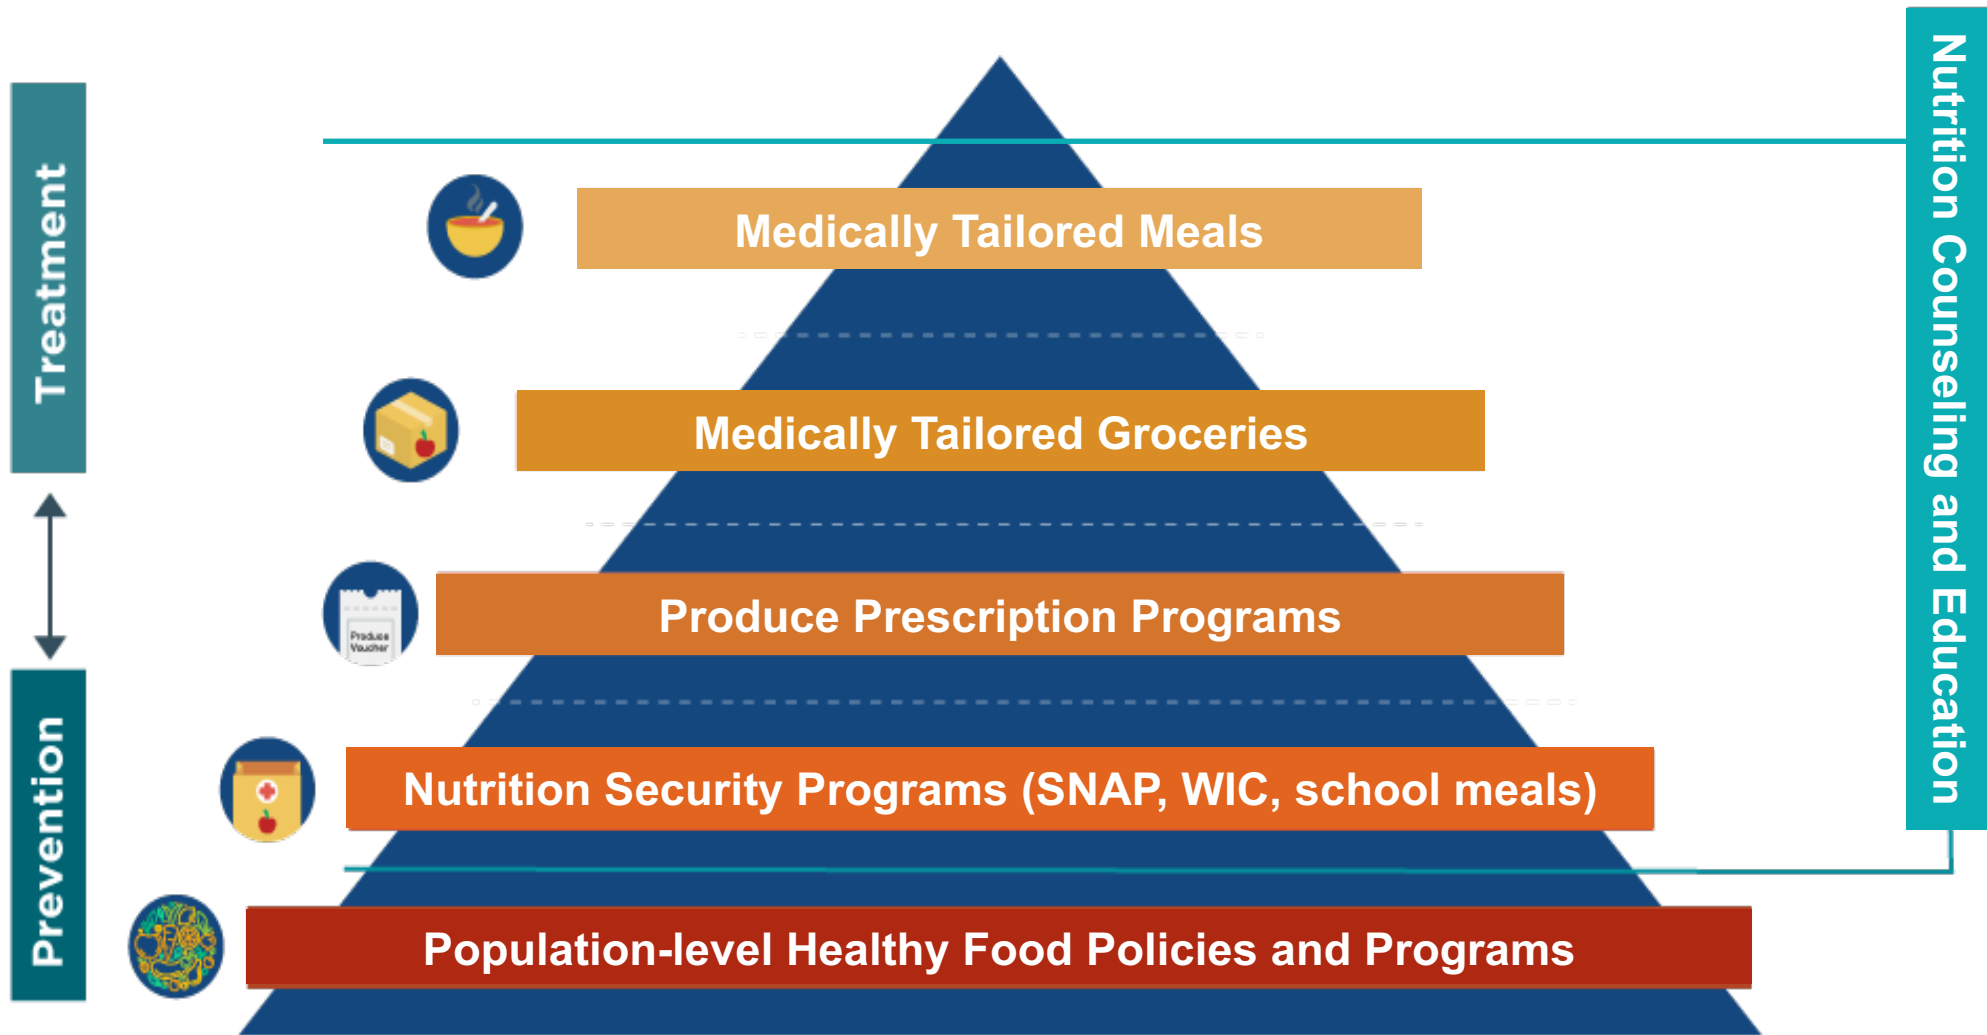 Treatment
Prevention
Medically Tailored Meals
Medically Tailored Groceries
Produce
Voucher
Produce Prescription Programs
Nutrition Security Programs (SNAP, WIC, school meals)
Population-level Healthy Food Policies and Programs
Nutrition Counseling and Education